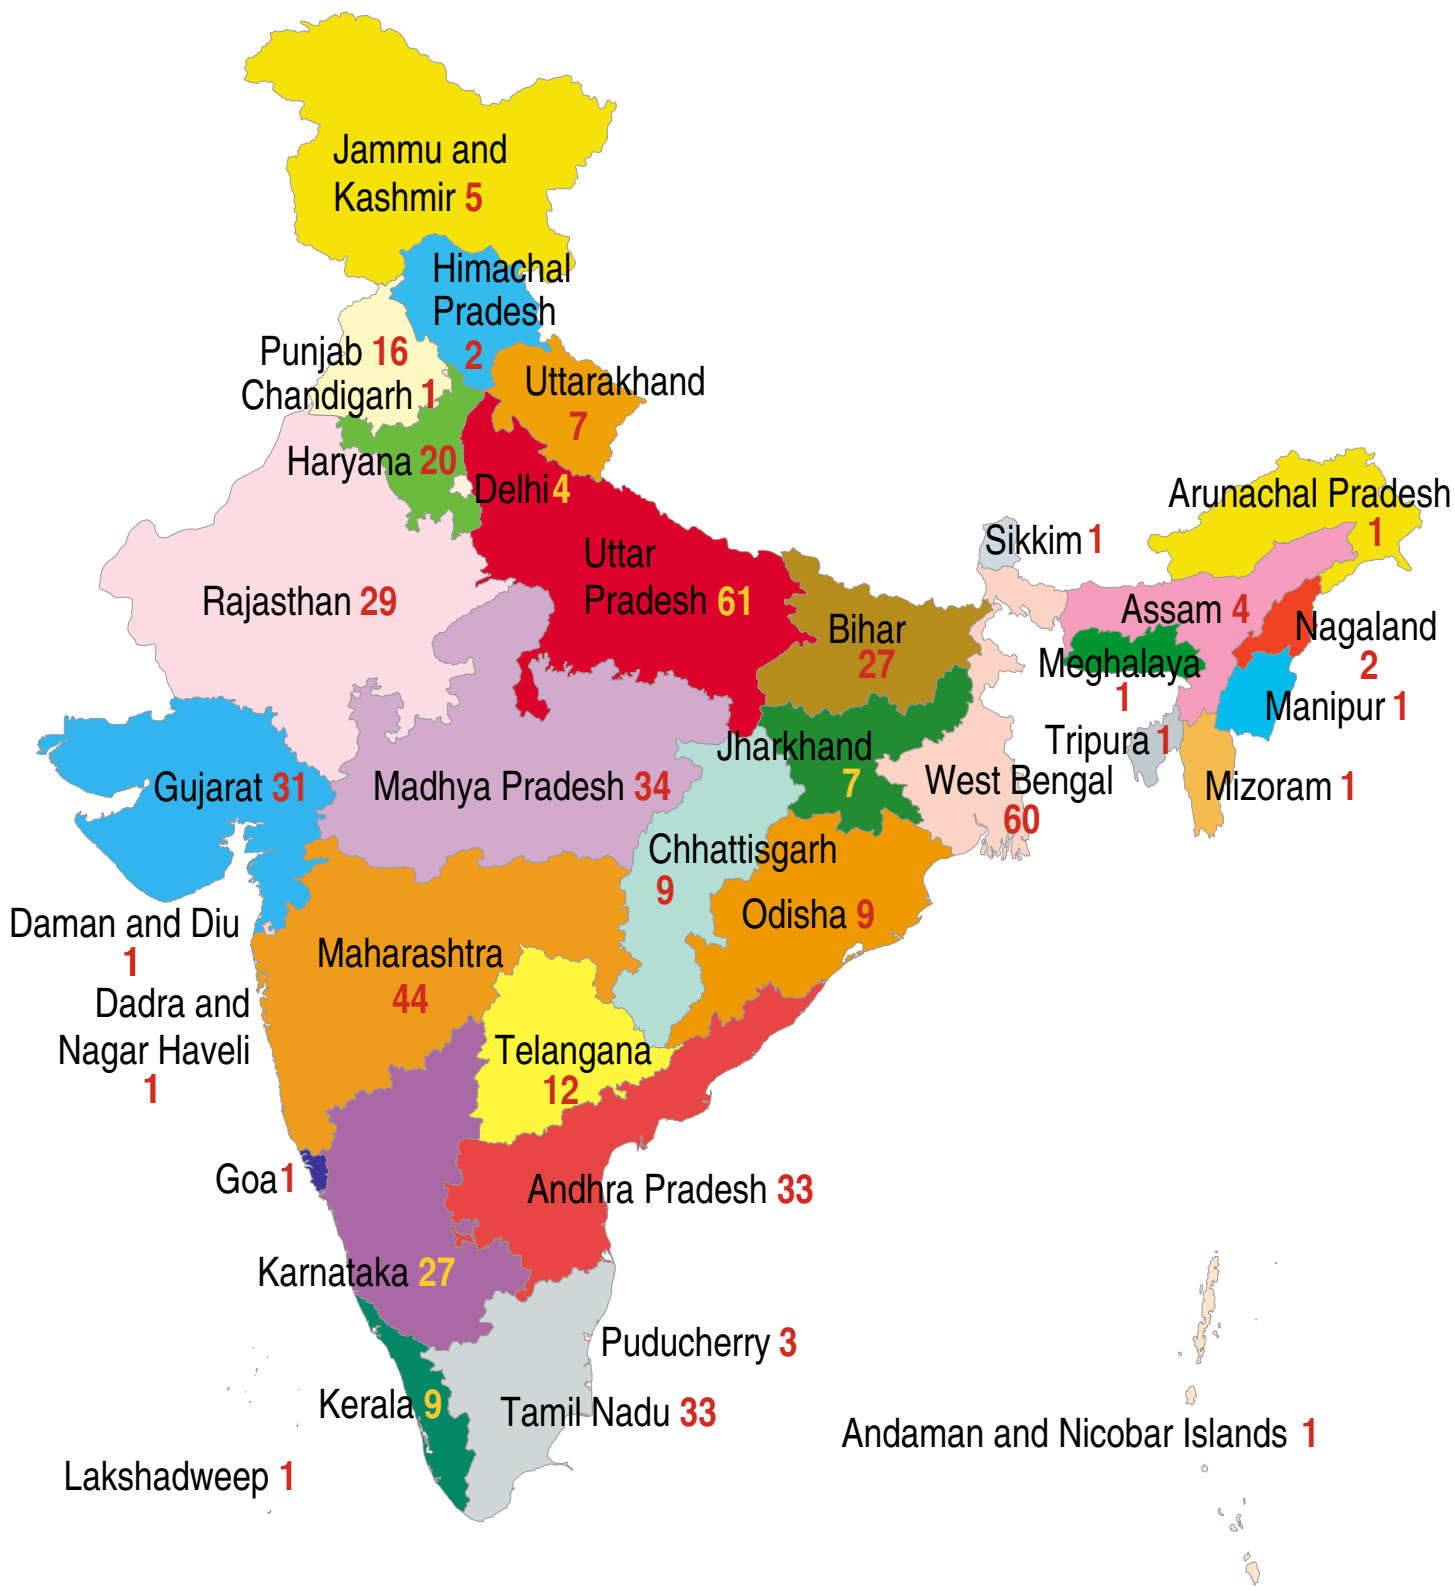 Jammu and
Kashmir 5
Himachal
Pradesh
2
Punjab 16
Chandigarh 1
Uttarakhand
7
Haryana 20
Delhi 4
Arunachal Pradesh
1
Sikkim 1
Uttar
Pradesh 61
Rajasthan 29
Assam 4
Bihar
27
Nagaland
2
Meghalaya
1
Manipur 1
Tripura 1
Jharkhand
7
West Bengal
60
Mizoram 1
Gujarat 31
Madhya Pradesh 34
Chhattisgarh
9
Odisha 9
Daman and Diu
1
Maharashtra
44
Dadra and
Nagar Haveli
1
Telangana
12
Goa 1
Andhra Pradesh 33
Karnataka 27
Puducherry 3
Kerala 9
Tamil Nadu 33
Andaman and Nicobar Islands 1
Lakshadweep 1